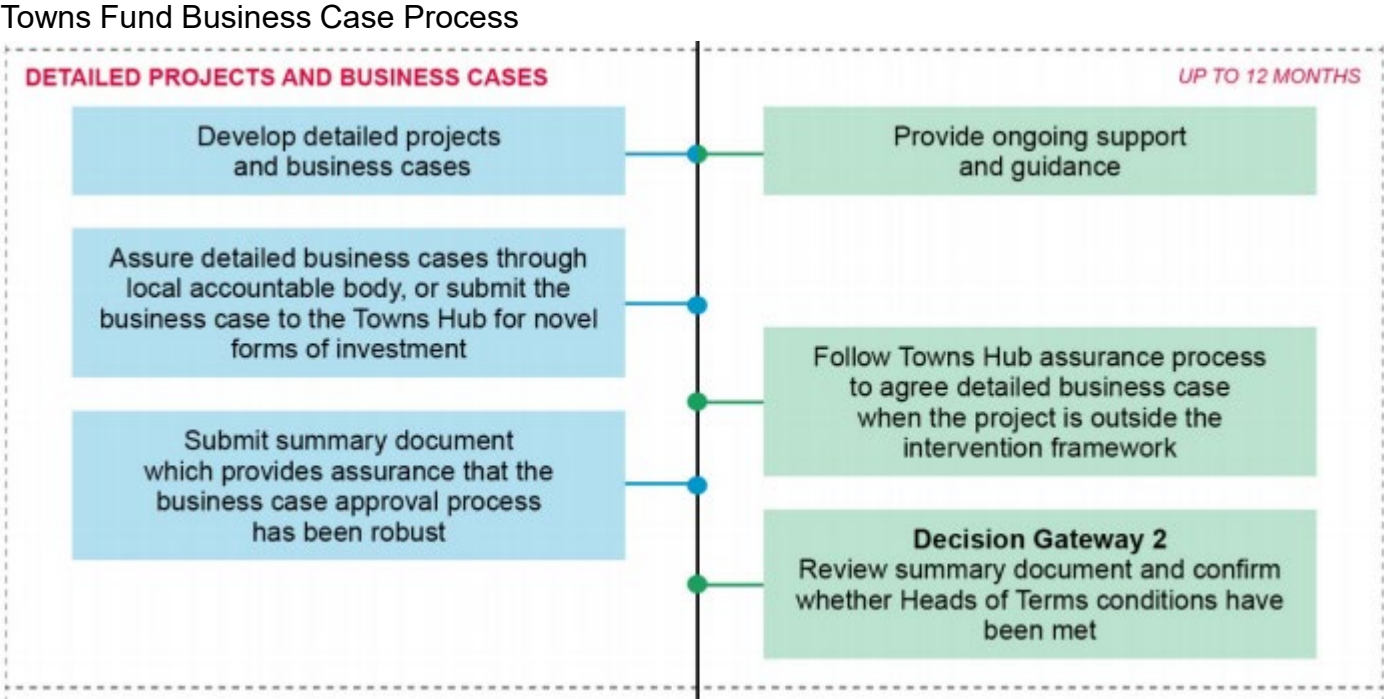 Towns Fund Business Case Process
DETAILED PROJECTS AND BUSINESS CASES
UP TO 12 MONTHS
Develop detailed projects
and business cases
Provide ongoing support
and guidance
Assure detailed business cases through
local accountable body, or submit the
business case to the Towns Hub for novel
forms of investment
Follow Towns Hub assurance process
to agree detailed business case
when the project is outside the
intervention framework
Submit summary document
which provides assurance that the
business case approval process
has been robust
Decision Gateway 2
Review summary document and confirm
whether Heads of Terms conditions have
been met